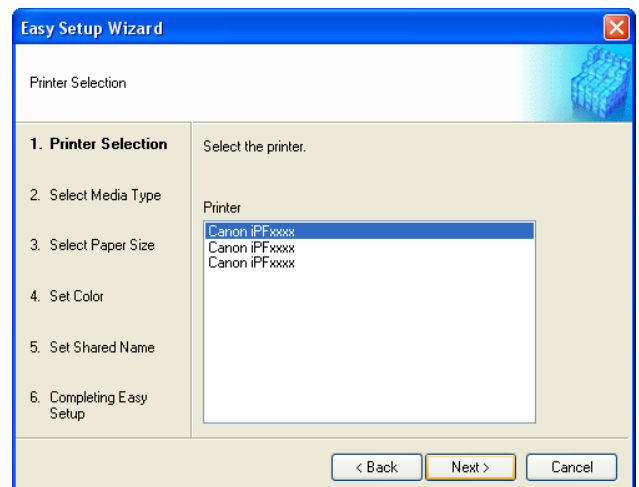 Easy Setup Wizard
Printer Selection
1. Printer Selection
2. Select Media Type
3. Select Paper Size
4. Set Color
5. Set Shared Name
6. Completing Easy
Setup
Select the printer.
Printer
Canon iPFxxxx
Canon iPFxxxx
Canon iPFxxxx
< Back
Next >
Cancel